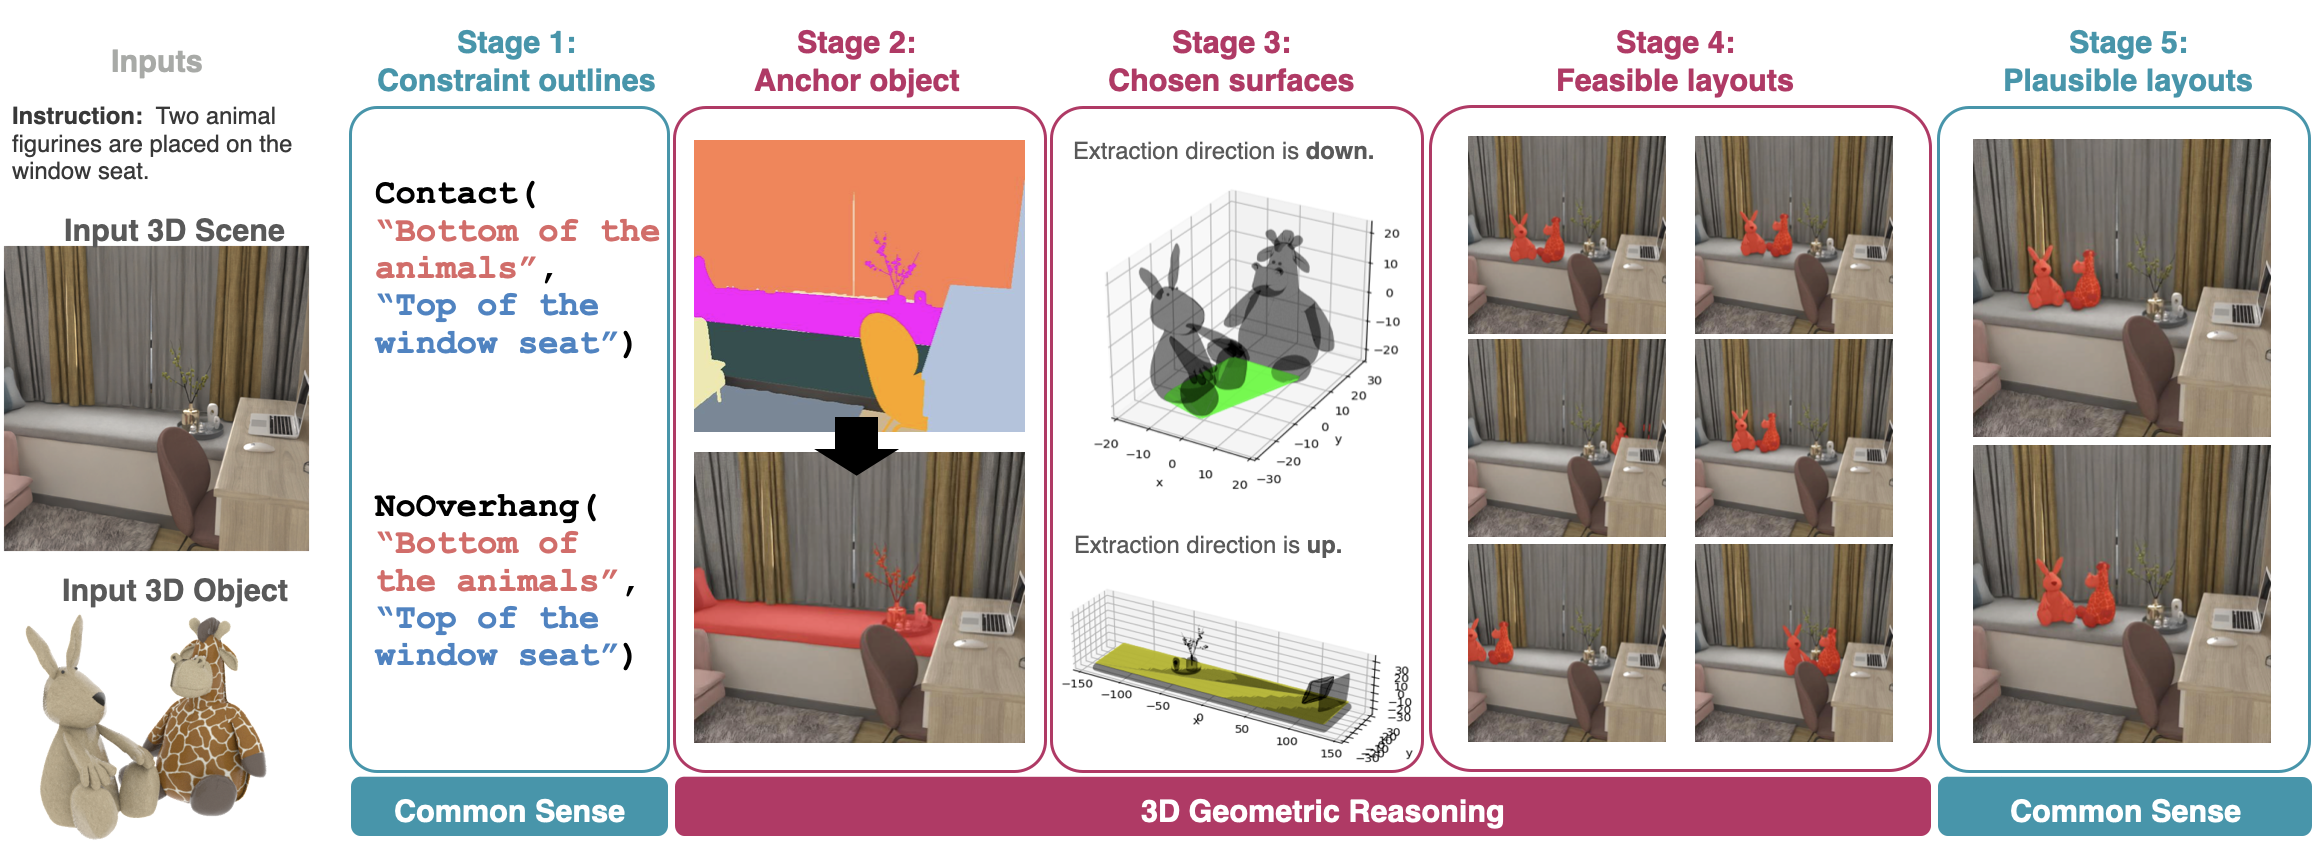 Inputs
Instruction: Two animal
figurines are placed on the
window seat.
Input 3D Scene
Input 3D Object
Stage 1:
Constraint outlines
Contact(
“Bottom of the
animals”,
“Top of the
window seat”)
NoOverhang(
“Bottom of
the animals”,
“Top of the
window seat”)
Common Sense
Stage 2:
Anchor object
Stage 3:
Chosen surfaces
Extraction direction is down.
20
10
0
−10
−20
30
20
10
0
−10
−20
−30
y
−20
−10
0
10
20
x
Extraction direction is up.
30
20
10
0
−10
−20
−30
−150
−100
−50
0
50
100
150
x
y
−30
Stage 4:
Feasible layouts
3D Geometric Reasoning
Stage 5:
Plausible layouts
Common Sense